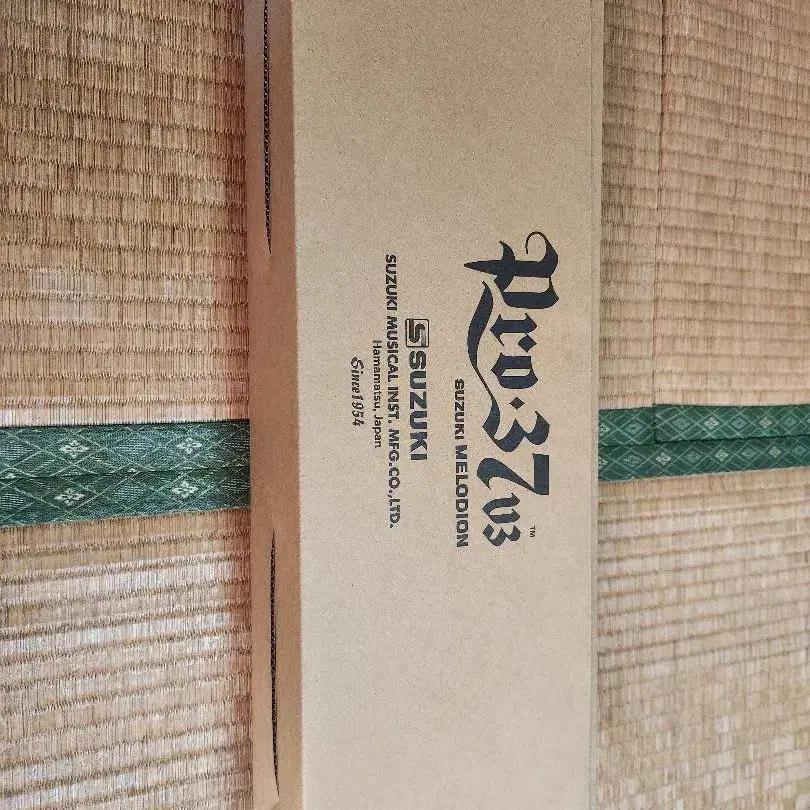 Pro-37v3™
SUZUKI MELODION
SUZUKI
SUZUKI MUSICAL INST. MFG.CO.,LTD.
Hamamatsu, Japan
Since1954